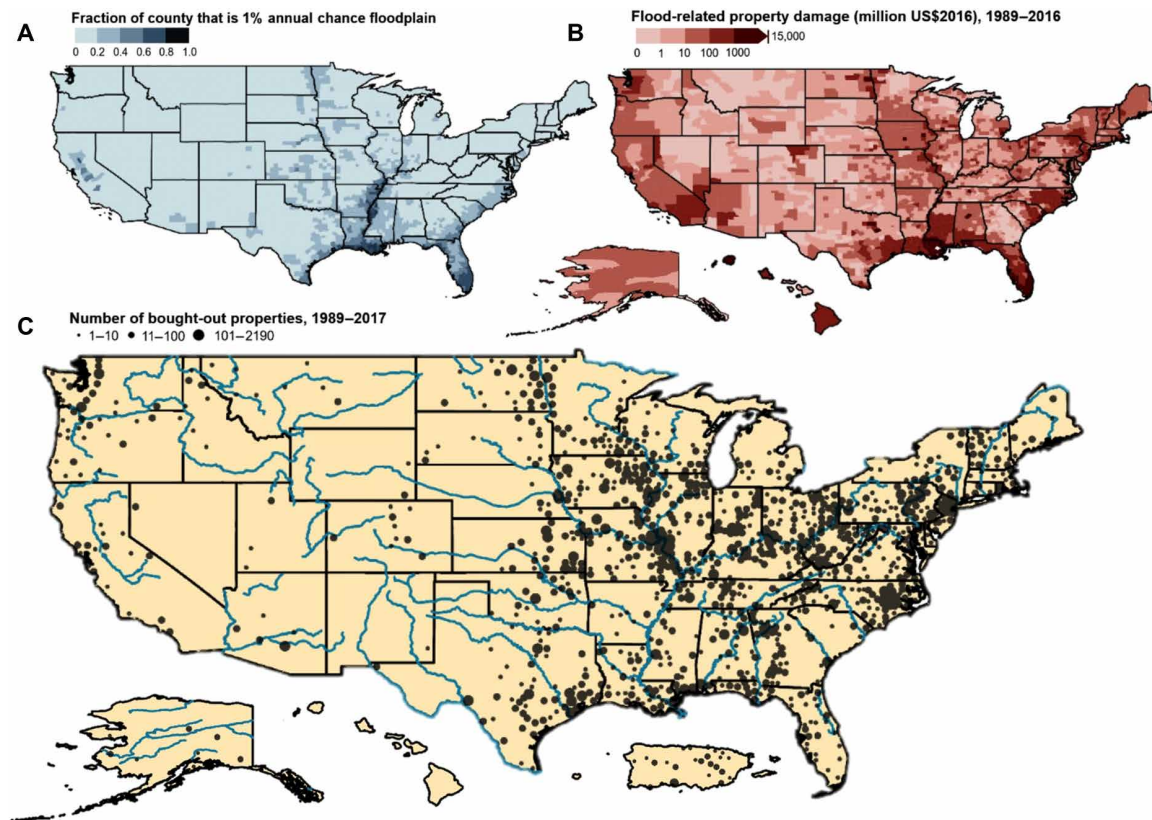 A
Fraction of county that is 1% annual chance floodplain
0 0.2 0.4 0.6 0.8 1.0
B
Flood-related property damage (million US$2016), 1989–2016
15,000
0 1 10 100 1000
C
Number of bought-out properties, 1989–2017
1–10 11–100 101–2190